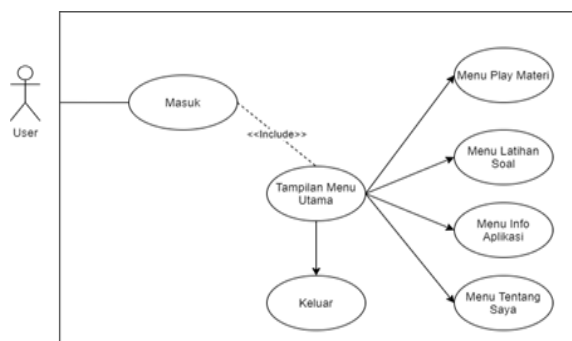 Menu Play Materi
Masuk
User
<<Include>>
Menu Latihan
Soal
Tampilan Menu
Utama
Menu Info
Aplikasi
Keluar
Menu Tentang
Saya